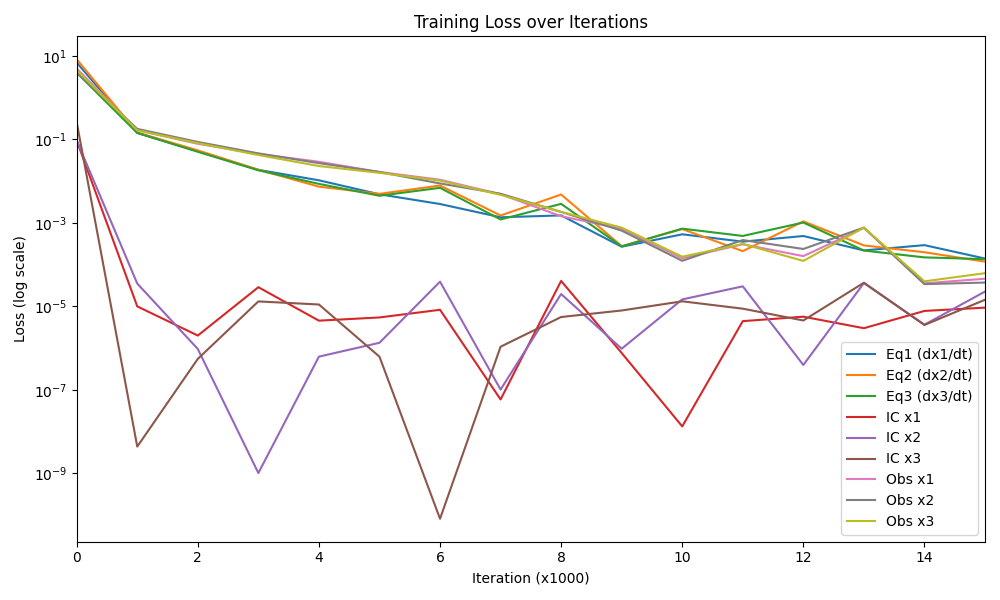 Training Loss over Iterations
Loss (log scale)
10^1
10^-1
10^-3
10^-5
10^-7
10^-9
Eq1 (dx1/dt)
Eq2 (dx2/dt)
Eq3 (dx3/dt)
IC x1
IC x2
IC x3
Obs x1
Obs x2
Obs x3
0 2 4 6 8 10 12 14
Iteration (x1000)